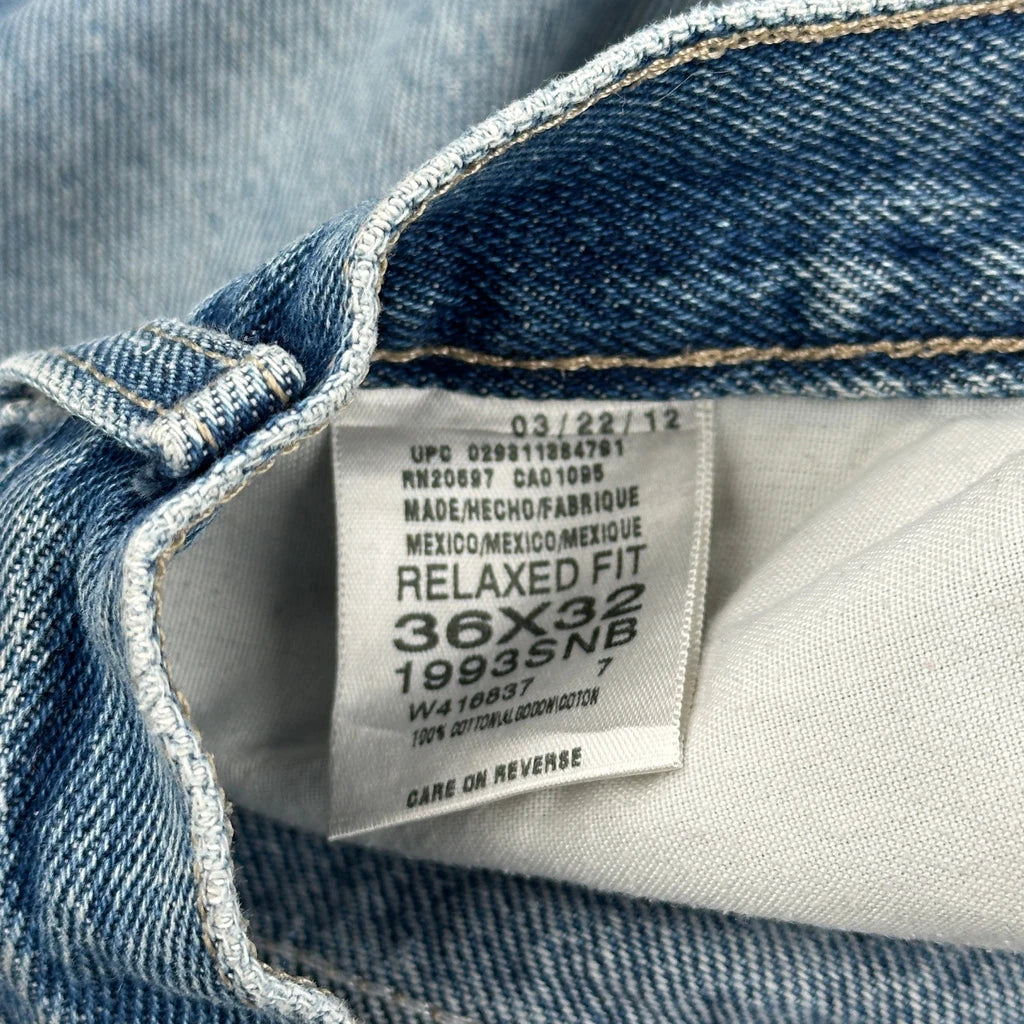 03/22/12
UPC 029311384791
RN20697 CA01095
MADE/HECHO/FABRIQUE
MEXICO/MEXICO/MEXIQUE
RELAXED FIT
36X32
1993SNB
W416837 7
100% COTTON\ALGODON\COTON
CARE ON REVERSE